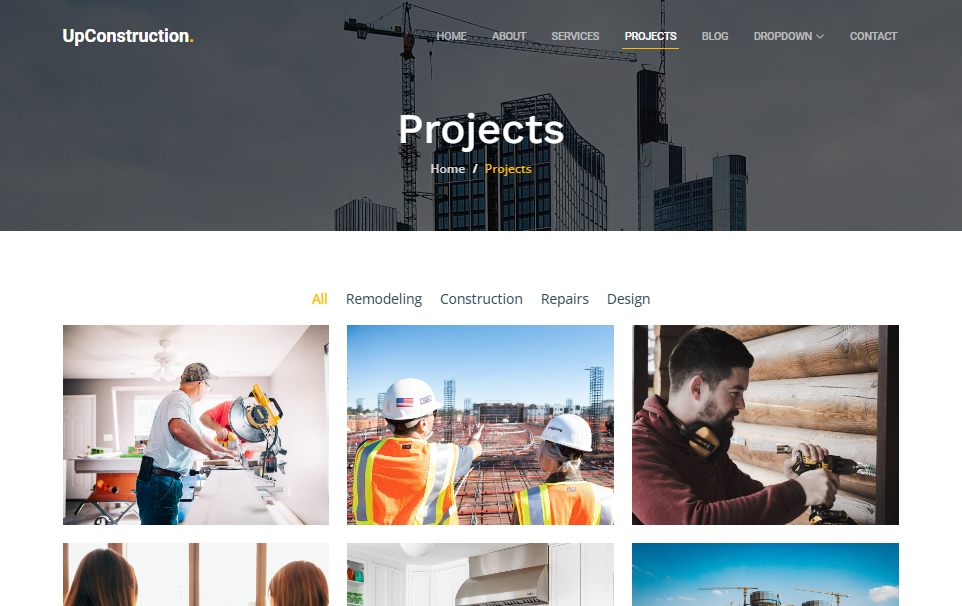 UpConstruction.
HOME ABOUT SERVICES PROJECTS BLOG DROPDOWN CONTACT
Projects
Home / Projects
All Remodeling Construction Repairs Design